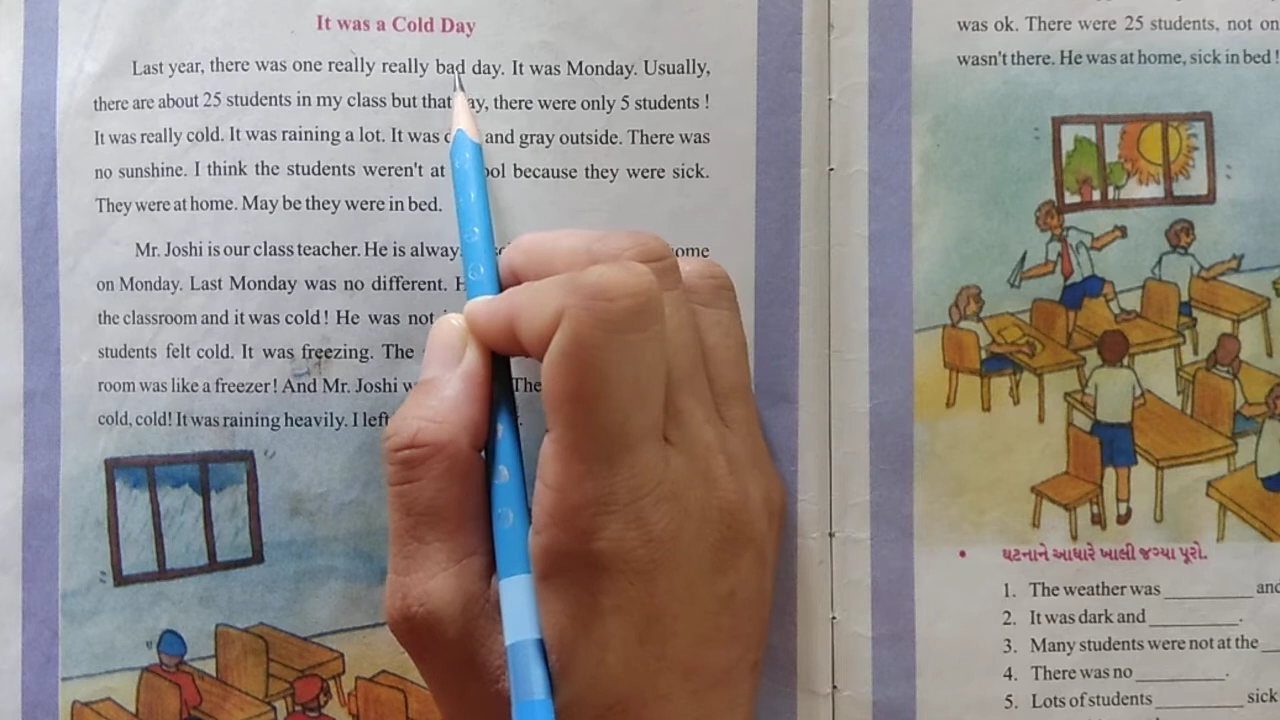 It was a Cold Day
Last year, there was one really really bad day. It was Monday. Usually,
there are about 25 students in my class but that ay, there were only 5 students !
It was really cold. It was raining a lot. It was and gray outside. There was
no sunshine. I think the students weren't at ool because they were sick.
They were at home. May be they were in bed.
Mr. Joshi is our class teacher. He is alway ome
on Monday. Last Monday was no different.
the classroom and it was cold! He was not
students felt cold. It was freezing. The
room was like a freezer! And Mr. Joshi The
cold, cold! It was raining heavily. I left
was ok. There were 25 students, not on
wasn't there. He was at home, sick in bed !
• ઘટનાને આધારે ખાલી જગ્યા પૂરો.
1. The weather was ________ and
2. It was dark and ________.
3. Many students were not at the
4. There was no ________.
5. Lots of students ________ sick